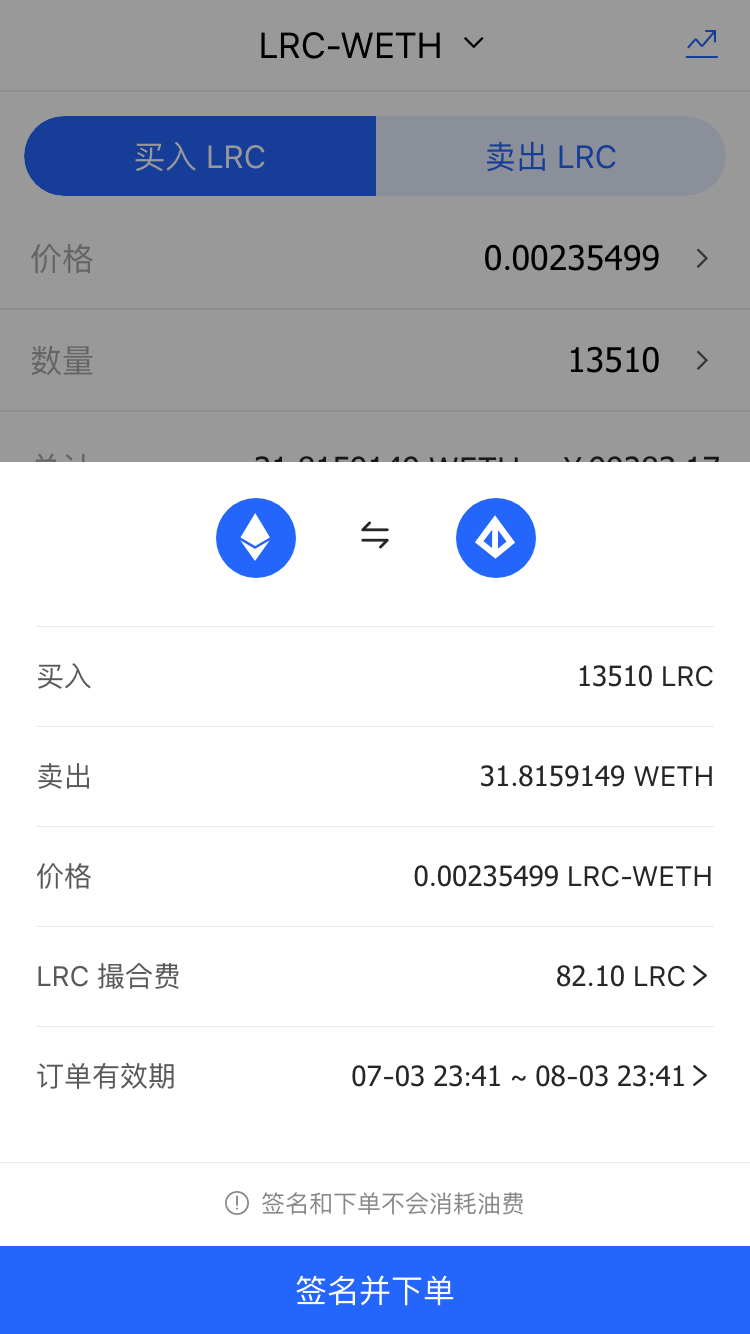 LRC-WETH
买入 LRC 卖出 LRC
价格 0.00235499
数量 13510
买入 13510 LRC
卖出 31.8159149 WETH
价格 0.00235499 LRC-WETH
LRC 撮合费 82.10 LRC
订单有效期 07-03 23:41 ~ 08-03 23:41
签名和下单不会消耗油费
签名并下单